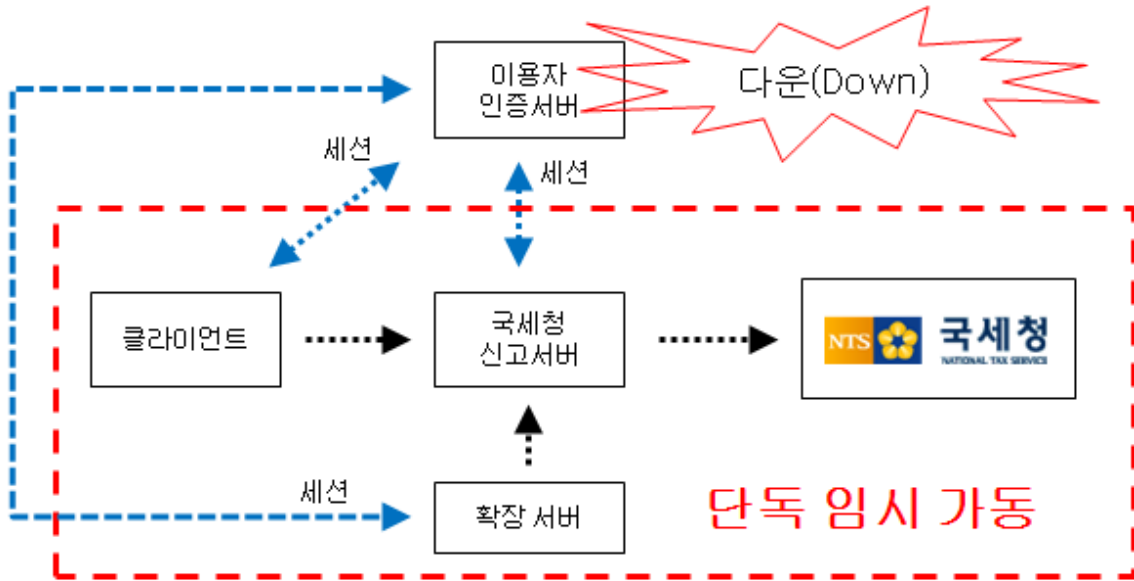 이용자
인증서버
다운(Down)
세션
세션
클라이언트
국세청
신고서버
NTS 국세청
NATIONAL TAX SERVICE
세션
확장 서버
단독 임시 가동